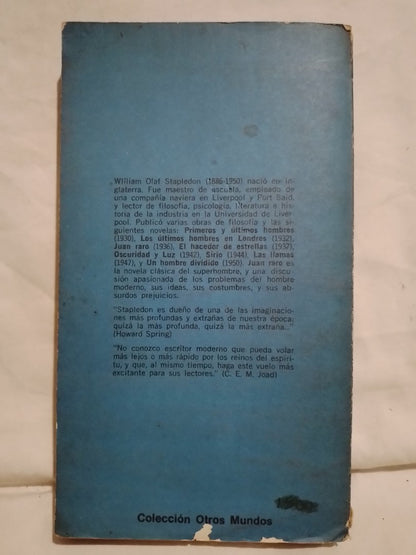 William Olaf Stapledon (1886-1950) nació en In-
glaterra. Fue maestro de escuela, empleado de
una compañía naviera en Liverpool y Port Said,
y lector de filosofía, psicología, literatura e his-
toria de la industria en la Universidad de Liver-
pool. Publicó varias obras de filosofía y las si-
guientes novelas: Primeros y últimos hombres
(1930), Los últimos hombres en Londres (1932),
Juan raro (1936), El hacedor de estrellas (1937),
Oscuridad y Luz (1942), Sirio (1944), Las llamas
(1947), y Un hombre dividido (1950). Juan raro es
la novela clásica del superhombre, y una discu-
sión apasionada de los problemas del hombre
moderno, sus ideas, sus costumbres, y sus ab-
surdos prejuicios.
"Stapledon es dueño de una de las imaginacio-
nes más profundas y extrañas de nuestra época;
quizá la más profunda, quizá la más extraña..."
(Howard Spring)
"No conozco escritor moderno que pueda volar
más lejos o más rápido por los reinos del espíri-
tu, y que, al mismo tiempo, haga este vuelo más
excitante para sus lectores." (C. E. M. Joad)
Colección Otros Mundos